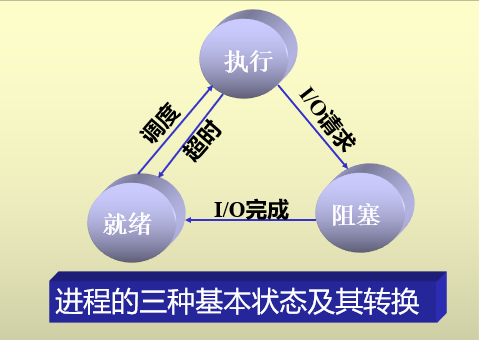 执行
调度
超时
I/O请求
就绪
I/O完成
阻塞
进程的三种基本状态及其转换